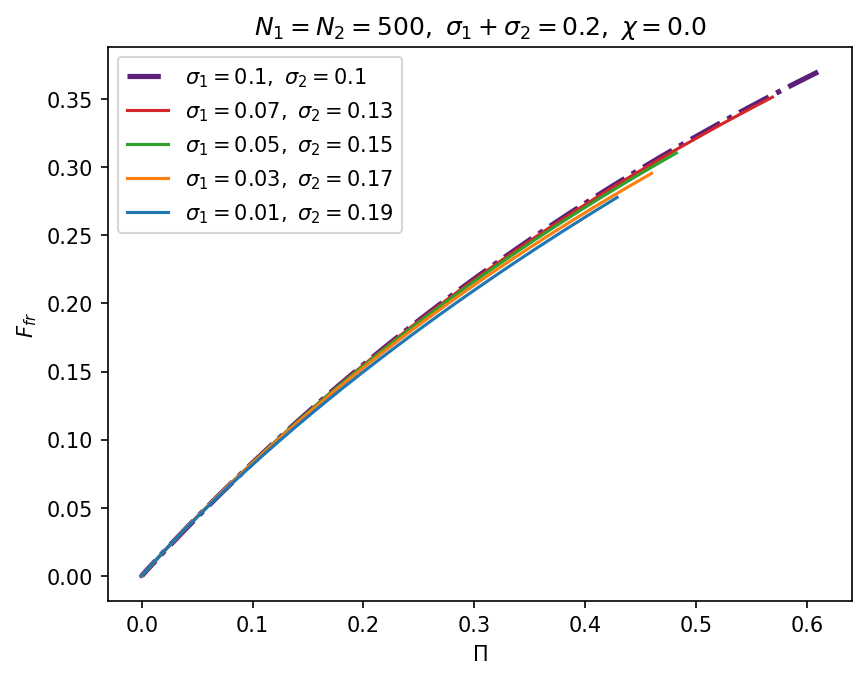 N₁ = N₂ = 500, σ₁ + σ₂ = 0.2, χ = 0.0
σ₁ = 0.1, σ₂ = 0.1
σ₁ = 0.07, σ₂ = 0.13
σ₁ = 0.05, σ₂ = 0.15
σ₁ = 0.03, σ₂ = 0.17
σ₁ = 0.01, σ₂ = 0.19
F_{fr}
0.35
0.30
0.25
0.20
0.15
0.10
0.05
0.00
0.0 0.1 0.2 0.3 0.4 0.5 0.6
Π